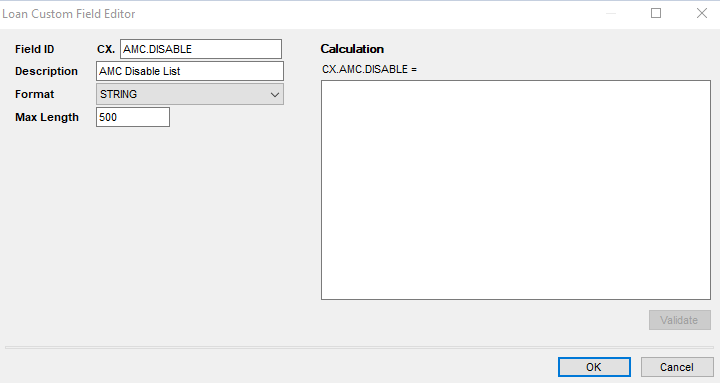 Loan Custom Field Editor
Field ID CX. AMC.DISABLE
Description AMC Disable List
Format STRING
Max Length 500
Calculation
CX.AMC.DISABLE =
Validate
OK Cancel